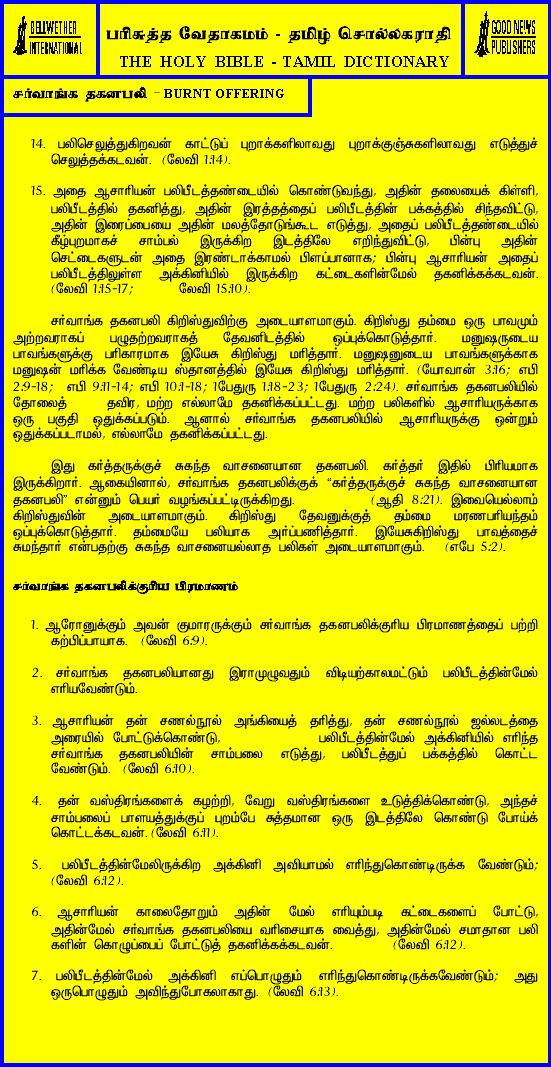 BELLWETHER
INTERNATIONAL
பரிசுத்த வேதாகமம் - தமிழ் சொல்லகராதி
THE HOLY BIBLE - TAMIL DICTIONARY
GOOD NEWS
PUBLISHERS
சர்வாங்க தகனபலி - BURNT OFFERING
14. பலிசெலுத்துகிறவன் காட்டுப் புறாக்களிலாவது புறாக்குஞ்சுகளிலாவது எடுத்துச்
செலுத்தக்கடவன். (லேவி 1:14).
15. அதை ஆசாரியன் பலிபீடத்தண்டையில் கொண்டுவந்து, அதின் தலையைக் கிள்ளி,
பலிபீடத்தில் தகனித்து, அதின் இரத்தத்தைப் பலிபீடத்தின் பக்கத்தில் சிந்தவிட்டு,
அதின் இரைப்பையை அதின் மலத்தோடுங்கூட எடுத்து, அதைப் பலிபீடத்தண்டையில்
கீழ்புறமாகச் சாம்பல் இருக்கிற இடத்திலே எறிந்துவிட்டு, பின்பு அதின்
செட்டைகளுடன் அதை இரண்டாக்காமல் பிளப்பானாக; பின்பு ஆசாரியன் அதைப்
பலிபீடத்திலுள்ள அக்கினியில் இருக்கிற கட்டைகளின்மேல் தகனிக்கக்கடவன்.
(லேவி 1:15-17; லேவி 15:10).
சர்வாங்க தகனபலி கிறிஸ்துவிற்கு அடையாளமாகும். கிறிஸ்து தம்மை ஒரு பாவமும்
அற்றவராகப் பழுதற்றவராகத் தேவனிடத்தில் ஒப்புக்கொடுத்தார். மனுஷருடைய
பாவங்களுக்கு பரிகாரமாக இயேசு கிறிஸ்து மரித்தார். மனுஷனுடைய பாவங்களுக்காக
மனுஷன் மரிக்க வேண்டிய ஸ்தானத்தில் இயேசு கிறிஸ்து மரித்தார். (யோவான் 3:16; எபி
2:9-18; எபி 9:11-14; எபி 10:1-18; 1பேதுரு 1:18-23; 1பேதுரு 2:24). சர்வாங்க தகனபலியில்
தோலைத் தவிர, மற்ற எல்லாமே தகனிக்கப்பட்டது. மற்ற பலிகளில் ஆசாரியருக்காக
ஒரு பகுதி ஒதுக்கப்படும். ஆனால் சர்வாங்க தகனபலியில் ஆசாரியருக்கு ஒன்றும்
ஒதுக்கப்படாமல், எல்லாமே தகனிக்கப்பட்டது.
இது கர்த்தருக்குச் சுகந்த வாசனையான தகனபலி. கர்த்தர் இதில் பிரியமாக
இருக்கிறார். ஆகையினால், சர்வாங்க தகனபலிக்குக் “கர்த்தருக்குச் சுகந்த வாசனையான
தகனபலி” என்னும் பெயர் வழங்கப்பட்டிருக்கிறது. (ஆதி 8:21). இவையெல்லாம்
கிறிஸ்துவின் அடையாளமாகும். கிறிஸ்து தேவனுக்குத் தம்மை மரணபரியந்தம்
ஒப்புக்கொடுத்தார். தம்மையே பலியாக அர்ப்பணித்தார். இயேசுகிறிஸ்து பாவத்தைச்
சுமந்தார் என்பதற்கு சுகந்த வாசனையல்லாத பலிகள் அடையாளமாகும். (எபே 5:2).
சர்வாங்க தகனபலிக்குரிய பிரமாணம்
1. ஆரோனுக்கும் அவன் குமாரருக்கும் சர்வாங்க தகனபலிக்குரிய பிரமாணத்தைப் பற்றி
கற்பிப்பாயாக. (லேவி 6:9).
2. சர்வாங்க தகனபலியானது இராமுழுவதும் விடியற்காலமட்டும் பலிபீடத்தின்மேல்
எரியவேண்டும்.
3. ஆசாரியன் தன் சணல்நூல் அங்கியைத் தரித்து, தன் சணல்நூல் ஜல்லடத்தை
அரையில் போட்டுக்கொண்டு, பலிபீடத்தின்மேல் அக்கினியில் எரிந்த
சர்வாங்க தகனபலியின் சாம்பலை எடுத்து, பலிபீடத்துப் பக்கத்தில் கொட்ட
வேண்டும். (லேவி 6:10).
4. தன் வஸ்திரங்களைக் கழற்றி, வேறு வஸ்திரங்களை உடுத்திக்கொண்டு, அந்தச்
சாம்பலைப் பாளயத்துக்குப் புறம்பே சுத்தமான ஒரு இடத்திலே கொண்டு போய்க்
கொட்டக்கடவன். (லேவி 6:11).
5. பலிபீடத்தின்மேலிருக்கிற அக்கினி அவியாமல் எரிந்துகொண்டிருக்க வேண்டும்;
(லேவி 6:12).
6. ஆசாரியன் காலைதோறும் அதின் மேல் எரியும்படி கட்டைகளைப் போட்டு,
அதின்மேல் சர்வாங்க தகனபலியை வரிசையாக வைத்து, அதின்மேல் சமாதான பலி
களின் கொழுப்பைப் போட்டுத் தகனிக்கக்கடவன். (லேவி 6:12).
7. பலிபீடத்தின்மேல் அக்கினி எப்பொழுதும் எரிந்துகொண்டிருக்கவேண்டும்; அது
ஒருபொழுதும் அவிந்துபோகலாகாது. (லேவி 6:13).